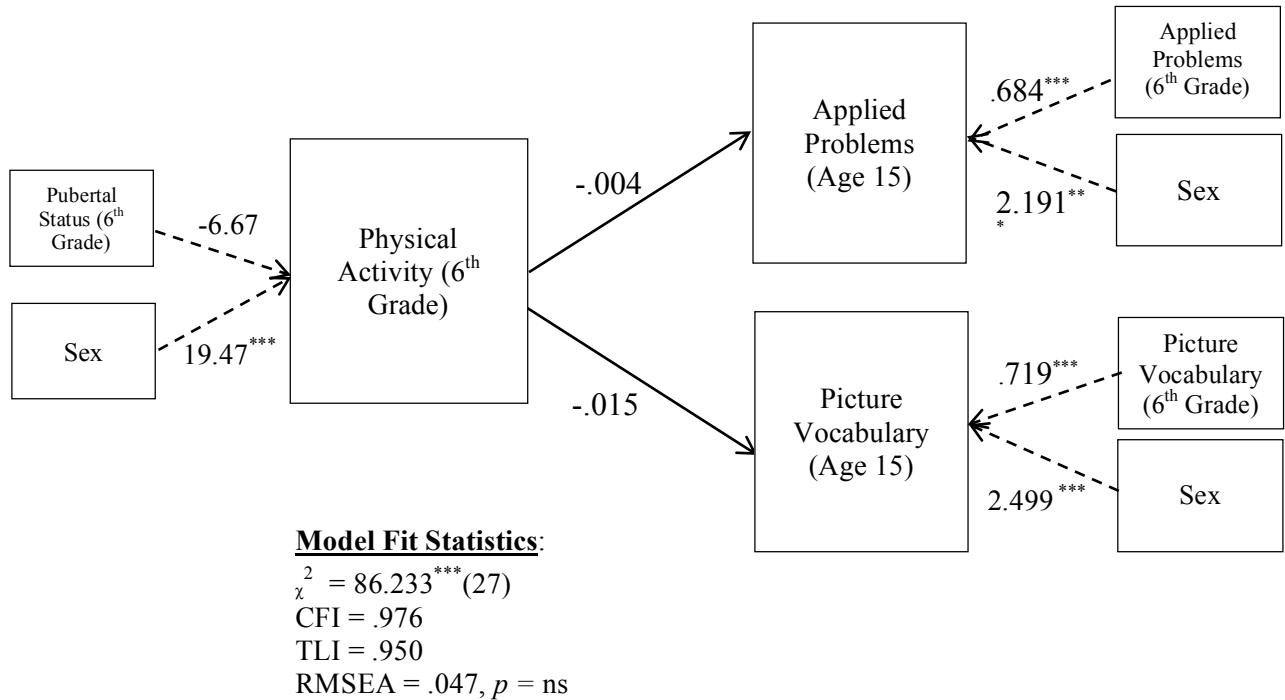 Pubertal
Status (6th
Grade)
-6.67
Sex
19.47***
Physical
Activity (6th
Grade)
-.004
-.015
Applied
Problems
(Age 15)
.684***
Applied
Problems
(6th Grade)
2.191**
*
Sex
Picture
Vocabulary
(Age 15)
.719***
Picture
Vocabulary
(6th Grade)
2.499 ***
Sex
Model Fit Statistics:
χ2 = 86.233***(27)
CFI = .976
TLI = .950
RMSEA = .047, p = ns